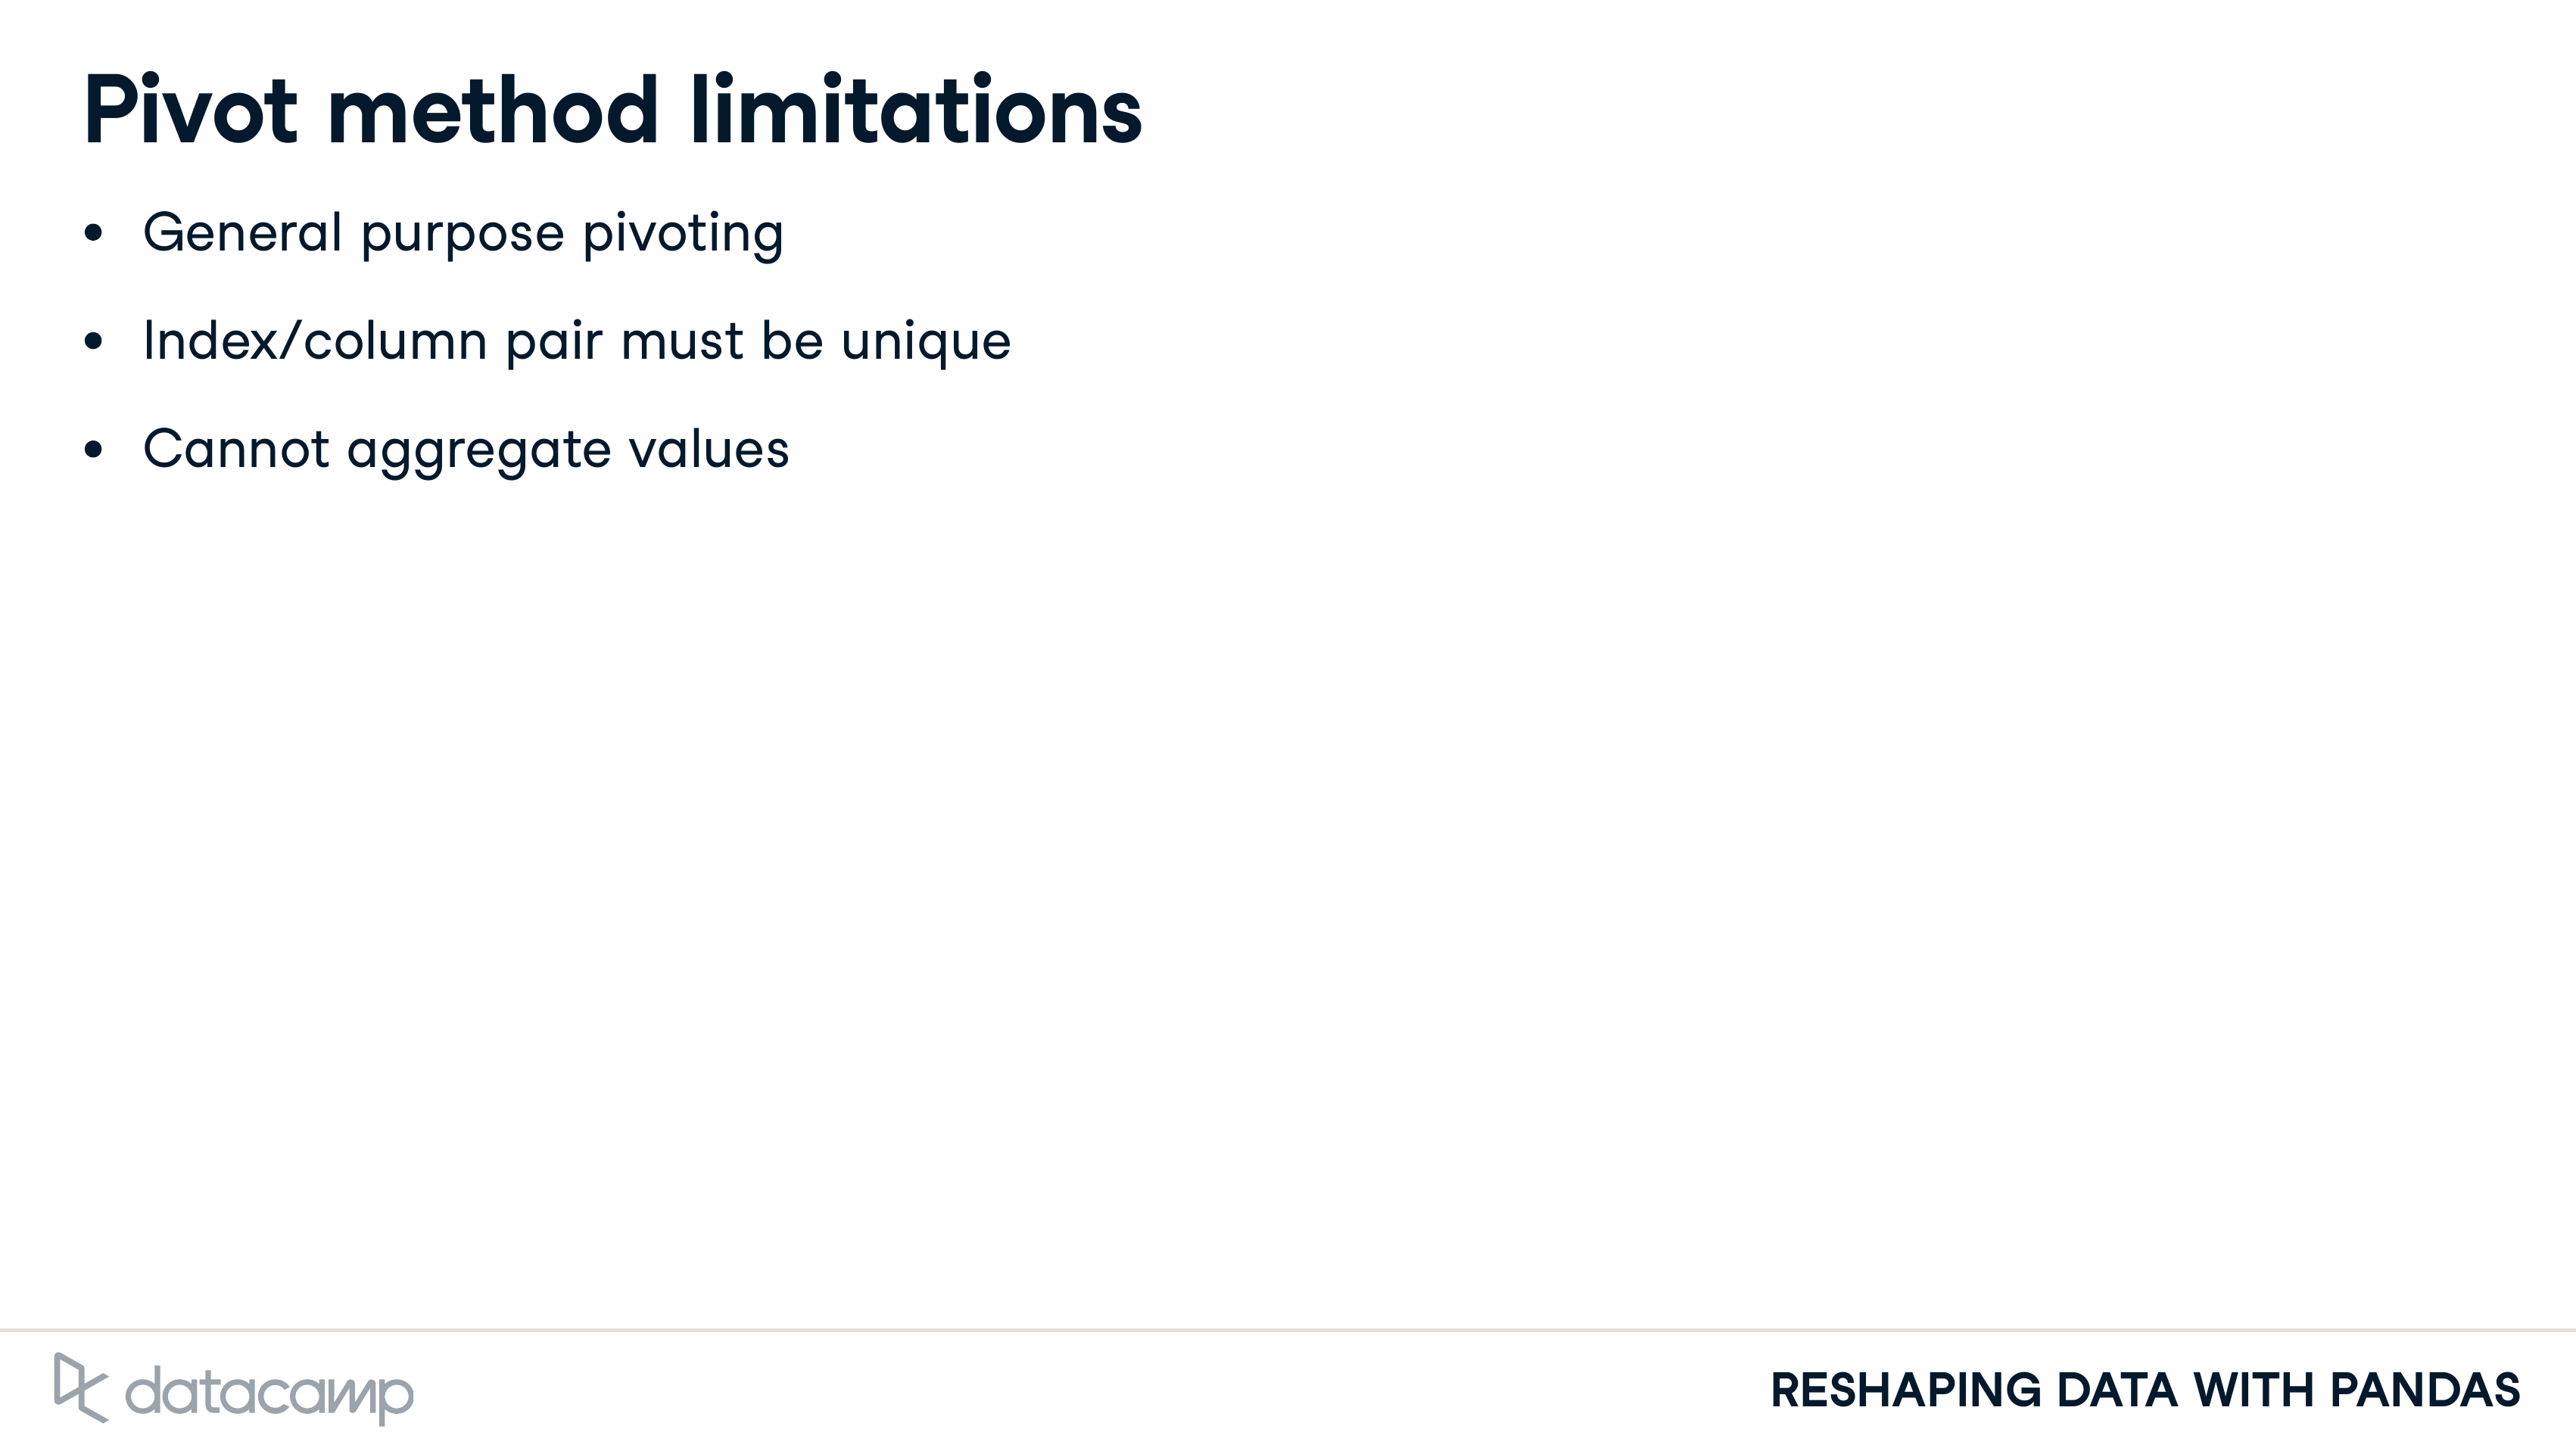 Pivot method limitations
• General purpose pivoting
• Index/column pair must be unique
• Cannot aggregate values
datacamp
RESHAPING DATA WITH PANDAS